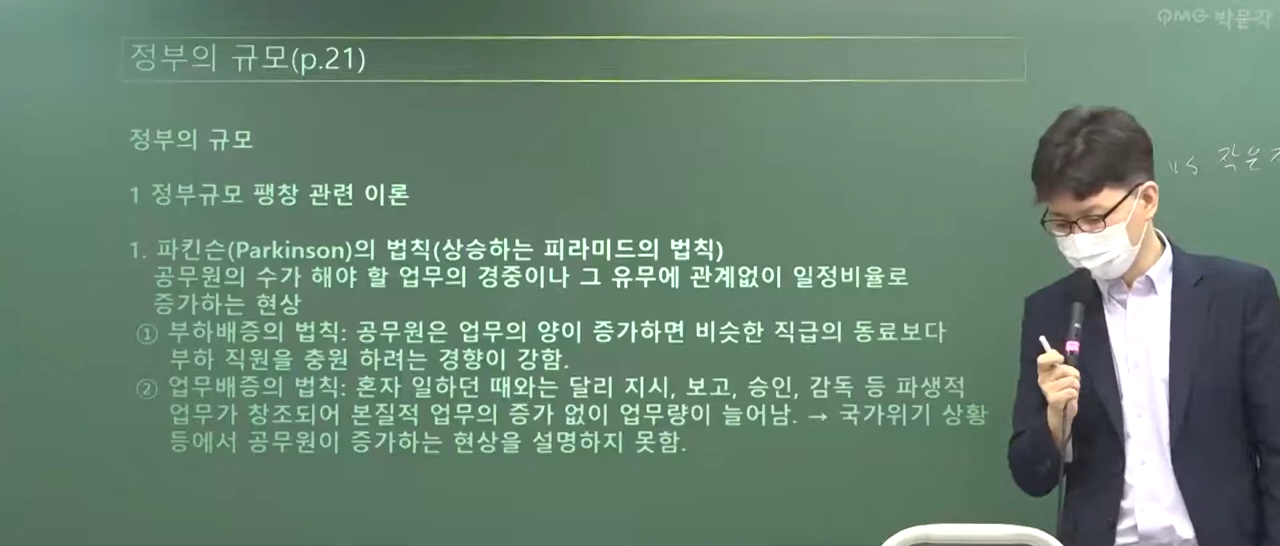 박문각
정부의 규모(p.21)
정부의 규모
1 정부규모 팽창 관련 이론
1. 파킨슨(Parkinson)의 법칙(상승하는 피라미드의 법칙)
공무원의 수가 해야 할 업무의 경중이나 그 유무에 관계없이 일정비율로
증가하는 현상
① 부하배증의 법칙: 공무원은 업무의 양이 증가하면 비슷한 직급의 동료보다
부하 직원을 충원 하려는 경향이 강함.
② 업무배증의 법칙: 혼자 일하던 때와는 달리 지시, 보고, 승인, 감독 등 파생적
업무가 창조되어 본질적 업무의 증가 없이 업무량이 늘어남. → 국가위기 상황
등에서 공무원이 증가하는 현상을 설명하지 못함.
vs 작은